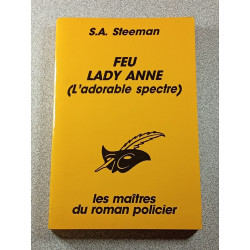 S.A. Steeman
FEU
LADY ANNE
(L'adorable spectre)
les maîtres
du roman policier